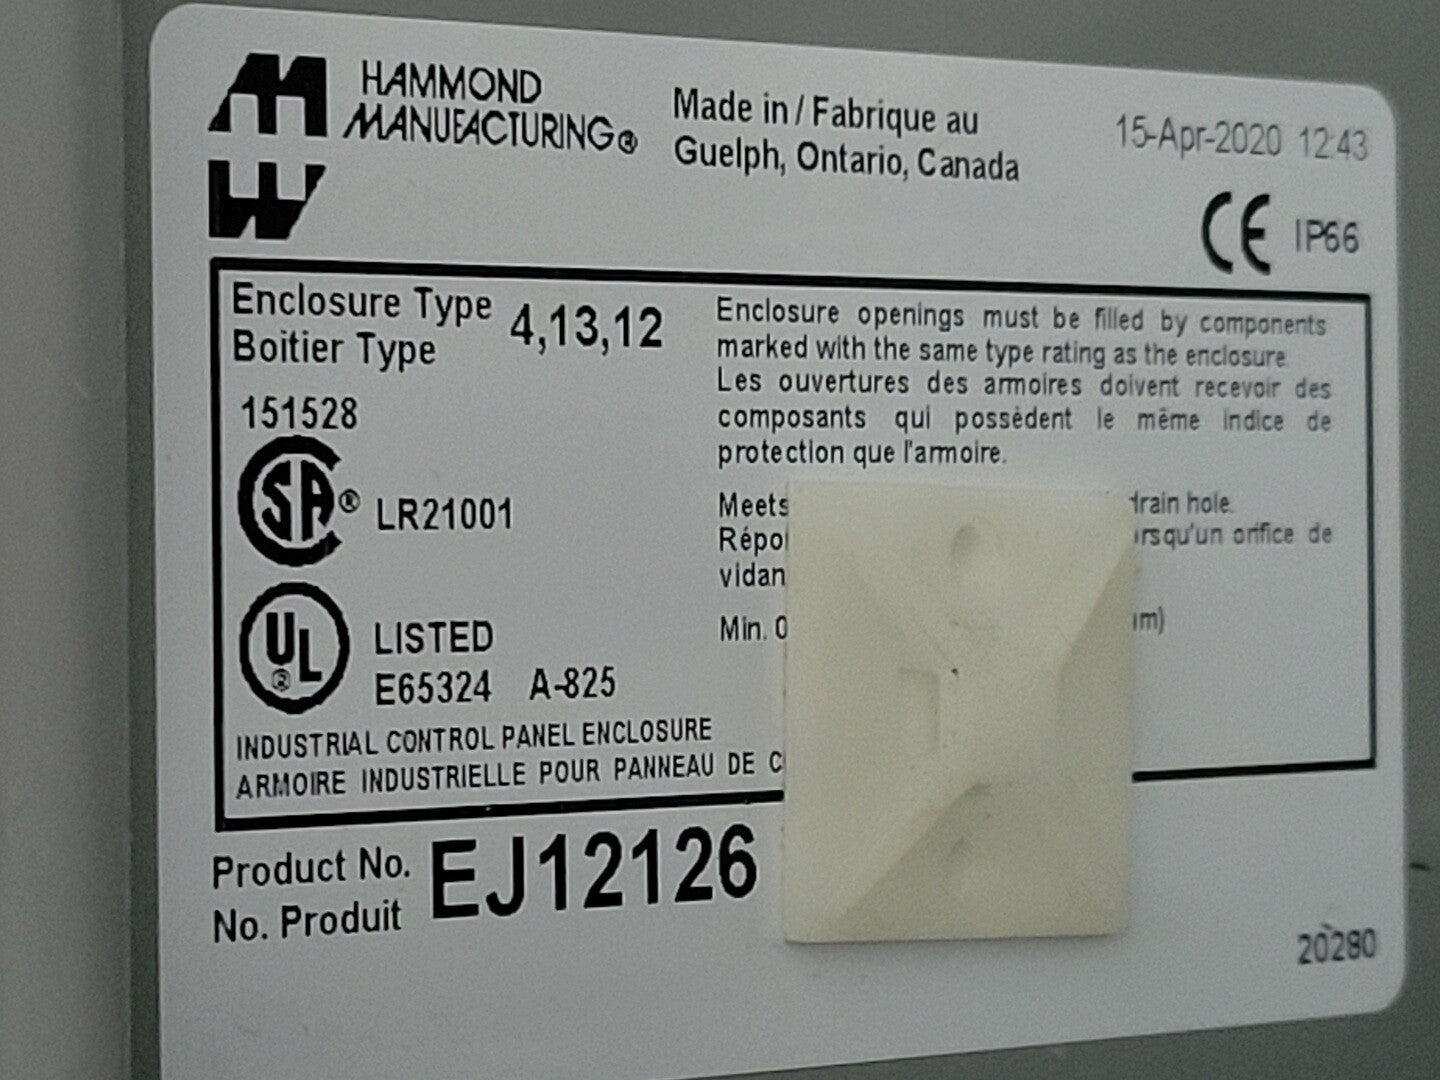 HAMMOND
MANUFACTURING®
Made in / Fabrique au
Guelph, Ontario, Canada
15-Apr-2020 12:43
CE IP66
Enclosure Type
Boitier Type
4,13,12
151528
SA® LR21001
UL® LISTED
E65324 A-825
INDUSTRIAL CONTROL PANEL ENCLOSURE
ARMOIRE INDUSTRIELLE POUR PANNEAU DE
Enclosure openings must be filled by components
marked with the same type rating as the enclosure.
Les ouvertures des armoires doivent recevoir des
composants qui possèdent le même indice de
protection que l'armoire.
Meets drain hole.
qu'un orifice de
Min.
Product No.
No. Produit
EJ12126
20280